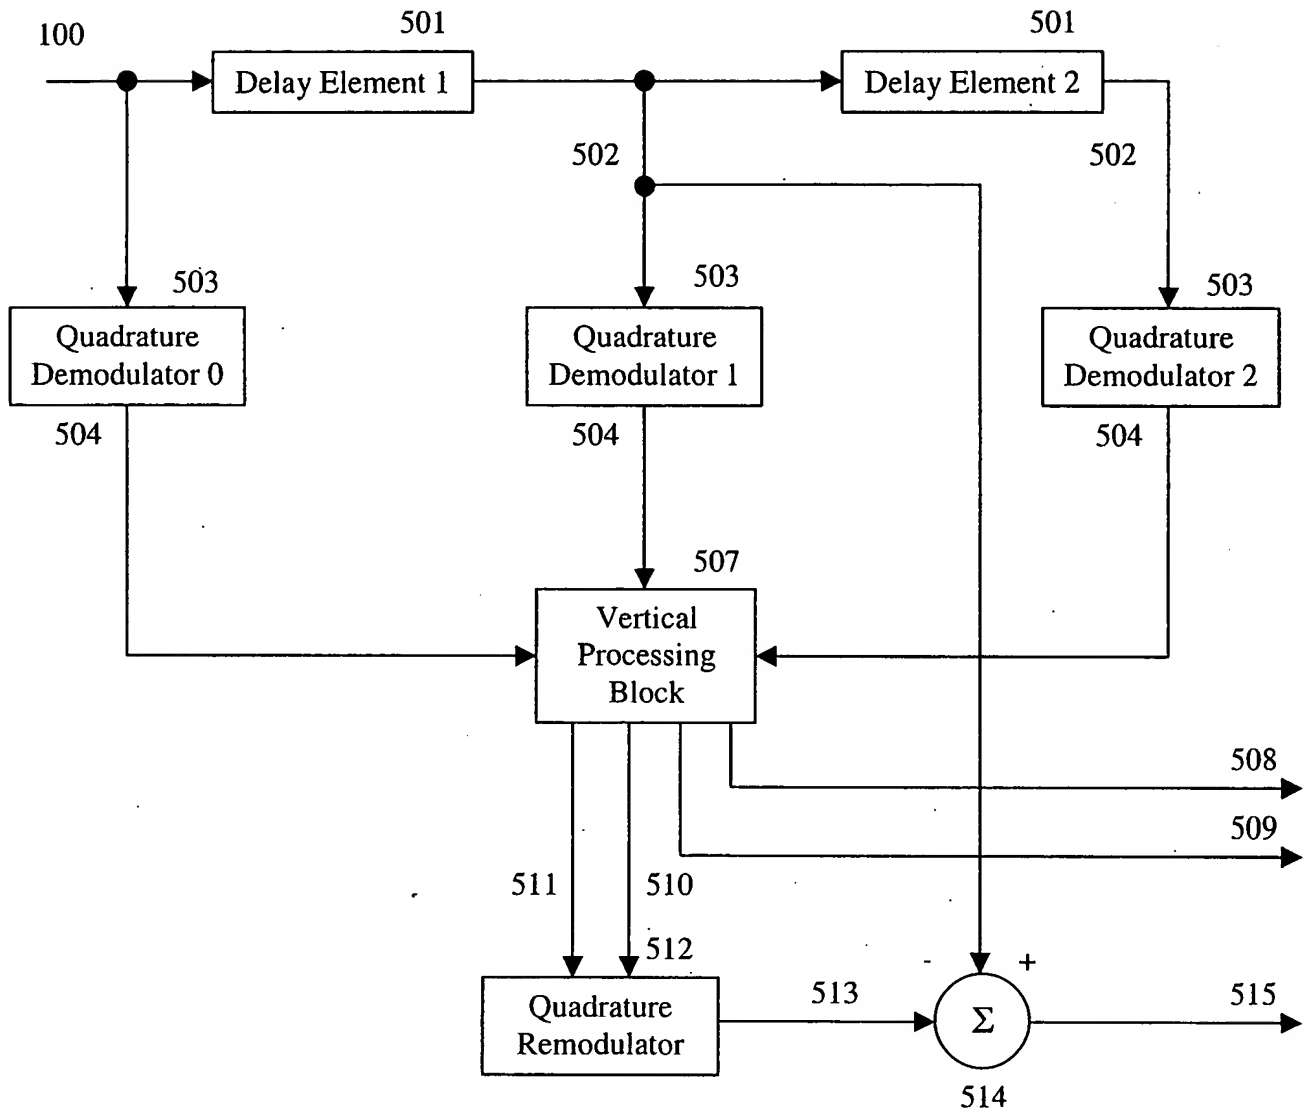 100
501
501
Delay Element 1
Delay Element 2
502
502
503
503
503
Quadrature
Demodulator 0
Quadrature
Demodulator 1
Quadrature
Demodulator 2
504
504
504
507
Vertical
Processing
Block
508
509
511
510
512
- +
Quadrature
Remodulator
513
Σ
515
514